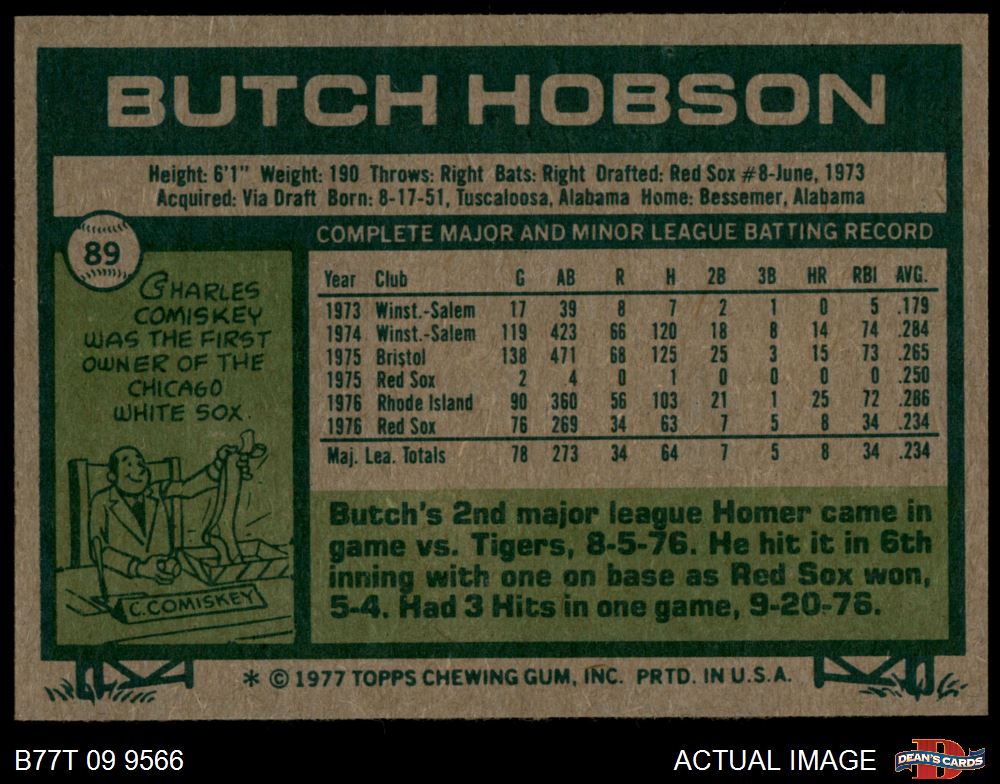 BUTCH HOBSON
Height: 6'1" Weight: 190 Throws: Right Bats: Right Drafted: Red Sox #8-June, 1973
Acquired: Via Draft Born: 8-17-51, Tuscaloosa, Alabama Home: Bessemer, Alabama
89
CHARLES
COMISKEY
WAS THE FIRST
OWNER OF THE
CHICAGO
WHITE SOX.
C. COMISKEY
COMPLETE MAJOR AND MINOR LEAGUE BATTING RECORD
Year Club G AB R H 2B 3B HR RBI AVG.
1973 Winst.-Salem 17 39 8 7 2 1 0 5 .179
1974 Winst.-Salem 119 423 66 120 18 8 14 74 .284
1975 Bristol 138 471 68 125 25 3 15 73 .265
1975 Red Sox 2 4 0 1 0 0 0 0 .250
1976 Rhode Island 90 360 56 103 21 1 25 72 .286
1976 Red Sox 76 269 34 63 7 5 8 34 .234
Maj. Lea. Totals 78 273 34 64 7 5 8 34 .234
Butch's 2nd major league Homer came in
game vs. Tigers, 8-5-76. He hit it in 6th
inning with one on base as Red Sox won,
5-4. Had 3 Hits in one game, 9-20-76.
* © 1977 TOPPS CHEWING GUM, INC. PRTD. IN U.S.A.
B77T 09 9566
ACTUAL IMAGE
D
DEAN'S CARDS